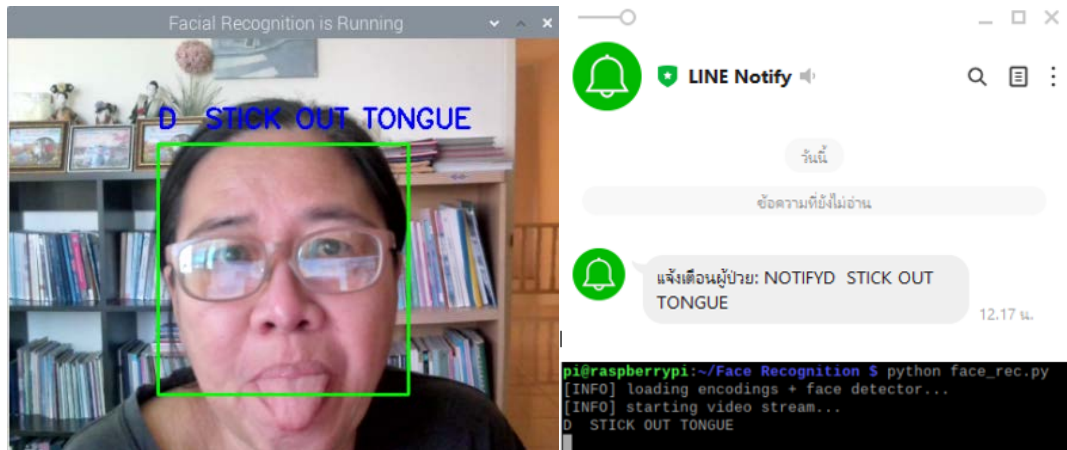 Facial Recognition is Running
D STICK OUT TONGUE
LINE Notify
วันนี้
ข้อความที่ยังไม่อ่าน
แจ้งเตือนผู้ป่วย: NOTIFYD STICK OUT
TONGUE
12.17 น.
pi@raspberrypi:~/Face Recognition $ python face_rec.py
[INFO] loading encodings + face detector...
[INFO] starting video stream...
D STICK OUT TONGUE